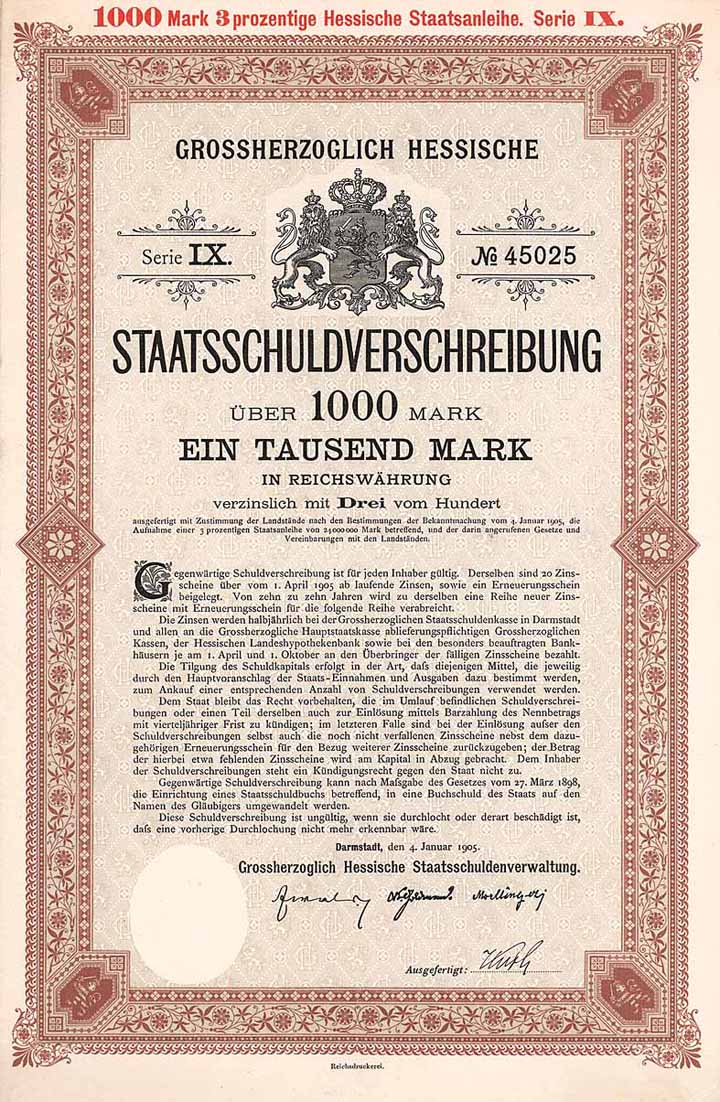 1000 Mark 3 prozentige Hessische Staatsanleihe. Serie IX.
GROSSHERZOGLICH HESSISCHE
Serie IX.
№ 45025
STAATSSCHULDVERSCHREIBUNG
ÜBER 1000 MARK
EIN TAUSEND MARK
IN REICHSWÄHRUNG
verzinslich mit Drei vom Hundert
ausgefertigt mit Zustimmung der Landstände nach den Bestimmungen der Bekanntmachung vom 4. Januar 1905, die
Aufnahme einer 3 prozentigen Staatsanleihe von 24000000 Mark betreffend, und der darin angerufenen Gesetze und
Vereinbarungen mit den Landständen.
Gegenwärtige Schuldverschreibung ist für jeden Inhaber gültig. Derselben sind 20 Zins-
scheine über vom 1. April 1905 ab laufende Zinsen, sowie ein Erneuerungsschein
beigelegt. Von zehn zu zehn Jahren wird zu derselben eine Reihe neuer Zins-
scheine mit Erneuerungsschein für die folgende Reihe verabreicht.
Die Zinsen werden halbjährlich bei der Grossherzoglichen Staatsschuldenkasse in Darmstadt
und allen an die Grossherzogliche Hauptstaatskasse ablieferungspflichtigen Grossherzoglichen
Kassen, der Hessischen Landeshypothekenbank sowie bei den besonders beauftragten Bank-
häusern je am 1. April und 1. Oktober an den Überbringer der fälligen Zinsscheine bezahlt.
Die Tilgung des Schuldkapitals erfolgt in der Art, daſs diejenigen Mittel, die jeweilig
durch den Hauptvoranschlag der Staats-Einnahmen und Ausgaben dazu bestimmt werden,
zum Ankauf einer entsprechenden Anzahl von Schuldverschreibungen verwendet werden.
Dem Staat bleibt das Recht vorbehalten, die im Umlauf befindlichen Schuldverschrei-
bungen oder einen Teil derselben auch zur Einlösung mittels Barzahlung des Nennbetrags
mit vierteljähriger Frist zu kündigen; im letzteren Falle sind bei der Einlösung auſser den
Schuldverschreibungen selbst auch die noch nicht verfallenen Zinsscheine nebst dem dazu-
gehörigen Erneuerungsschein für den Bezug weiterer Zinsscheine zurückzugeben; der Betrag
der hierbei etwa fehlenden Zinsscheine wird am Kapital in Abzug gebracht. Dem Inhaber
der Schuldverschreibungen steht ein Kündigungsrecht gegen den Staat nicht zu.
Gegenwärtige Schuldverschreibung kann nach Maſsgabe des Gesetzes vom 27. März 1898,
die Einrichtung eines Staatsschuldbuchs betreffend, in eine Buchschuld des Staats auf den
Namen des Gläubigers umgewandelt werden.
Diese Schuldverschreibung ist ungültig, wenn sie durchlocht oder derart beschädigt ist,
daſs eine vorherige Durchlochung nicht mehr erkennbar wäre.
Darmstadt, den 4. Januar 1905.
Grossherzoglich Hessische Staatsschuldenverwaltung.
Ausgefertigt:
Reichsdruckerei.